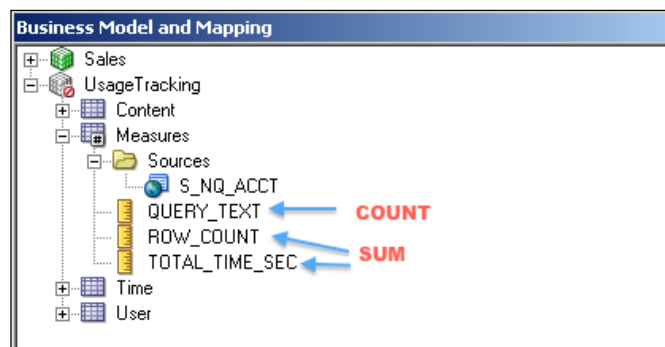 Business Model and Mapping
Sales
UsageTracking
Content
Measures
Sources
S_NQ_ACCT
QUERY_TEXT COUNT
ROW_COUNT
SUM
TOTAL_TIME_SEC
Time
User